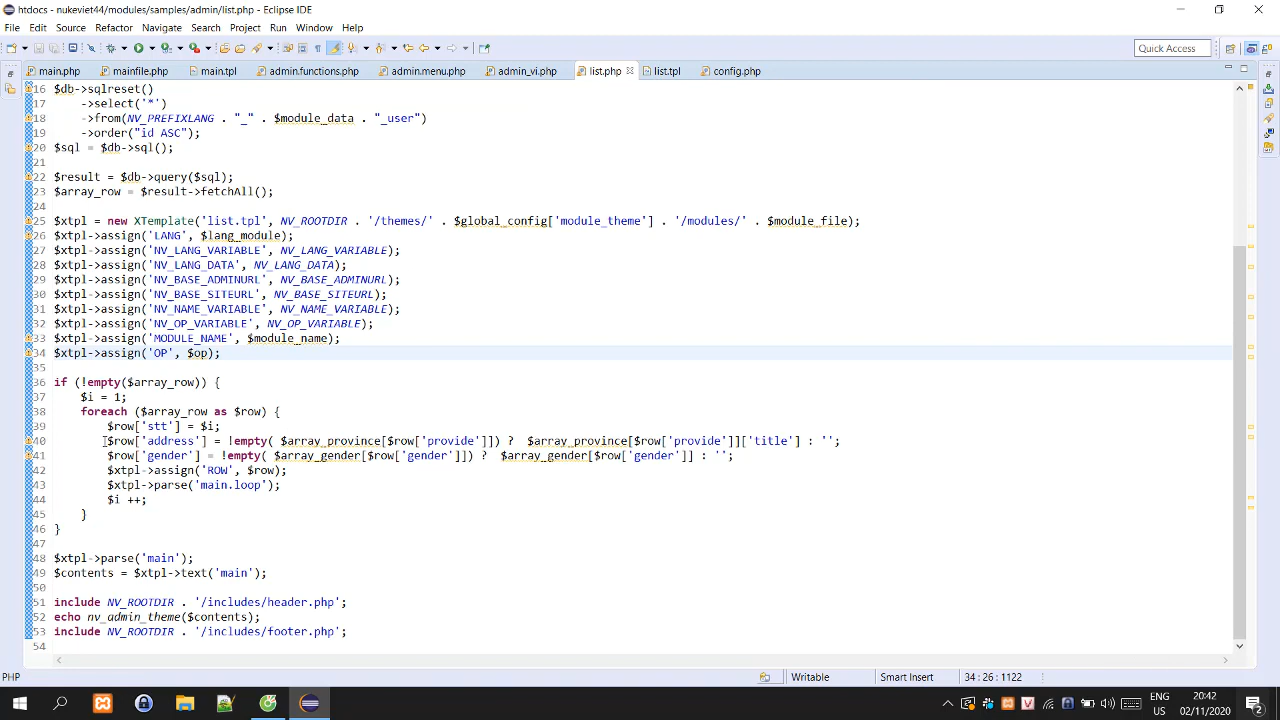 htdocs - nukeviet44/modules/samples/admin/list.php - Eclipse IDE
File Edit Source Refactor Navigate Search Project Run Window Help
Quick Access
main.php mainfile.php main.tpl admin.functions.php admin.menu.php admin_vi.php list.php list.tpl config.php
16 $db->sqlreset()
17 ->select('*')
18 ->from(NV_PREFIXLANG . "_" . $module_data . "_user")
19 ->order("id ASC");
20 $sql = $db->sql();
21
22 $result = $db->query($sql);
23 $array_row = $result->fetchAll();
24
25 $xtpl = new XTemplate('list.tpl', NV_ROOTDIR . '/themes/' . $global_config['module_theme'] . '/modules/' . $module_file);
26 $xtpl->assign('LANG', $lang_module);
27 $xtpl->assign('NV_LANG_VARIABLE', NV_LANG_VARIABLE);
28 $xtpl->assign('NV_LANG_DATA', NV_LANG_DATA);
29 $xtpl->assign('NV_BASE_ADMINURL', NV_BASE_ADMINURL);
30 $xtpl->assign('NV_BASE_SITEURL', NV_BASE_SITEURL);
31 $xtpl->assign('NV_NAME_VARIABLE', NV_NAME_VARIABLE);
32 $xtpl->assign('NV_OP_VARIABLE', NV_OP_VARIABLE);
33 $xtpl->assign('MODULE_NAME', $module_name);
34 $xtpl->assign('OP', $op);
35
36 if (!empty($array_row)) {
37 $i = 1;
38 foreach ($array_row as $row) {
39 $row['stt'] = $i;
40 $row['address'] = !empty( $array_province[$row['provide']]) ? $array_province[$row['provide']]['title'] : '';
41 $row['gender'] = !empty( $array_gender[$row['gender']]) ? $array_gender[$row['gender']] : '';
42 $xtpl->assign('ROW', $row);
43 $xtpl->parse('main.loop');
44 $i ++;
45 }
46 }
47
48 $xtpl->parse('main');
49 $contents = $xtpl->text('main');
50
51 include NV_ROOTDIR . '/includes/header.php';
52 echo nv_admin_theme($contents);
53 include NV_ROOTDIR . '/includes/footer.php';
54
PHP Writable Smart Insert 34 : 26 : 1122
ENG 20:42
US 02/11/2020
2